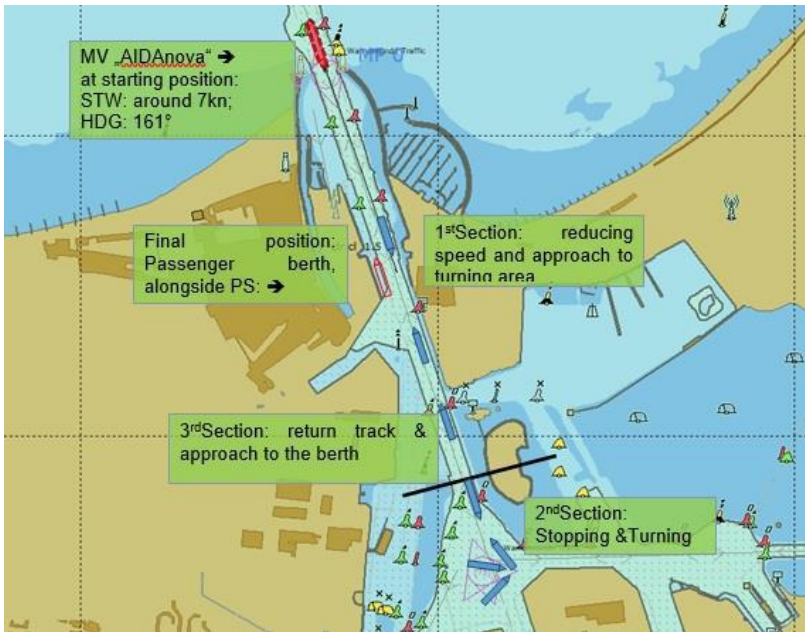 MV „AIDAnova“ ➔
at starting position:
STW: around 7kn;
HDG: 161°
Final position:
Passenger berth,
alongside PS: ➔
1stSection: reducing
speed and approach to
turning area
3rdSection: return track &
approach to the berth
2ndSection:
Stopping &Turning